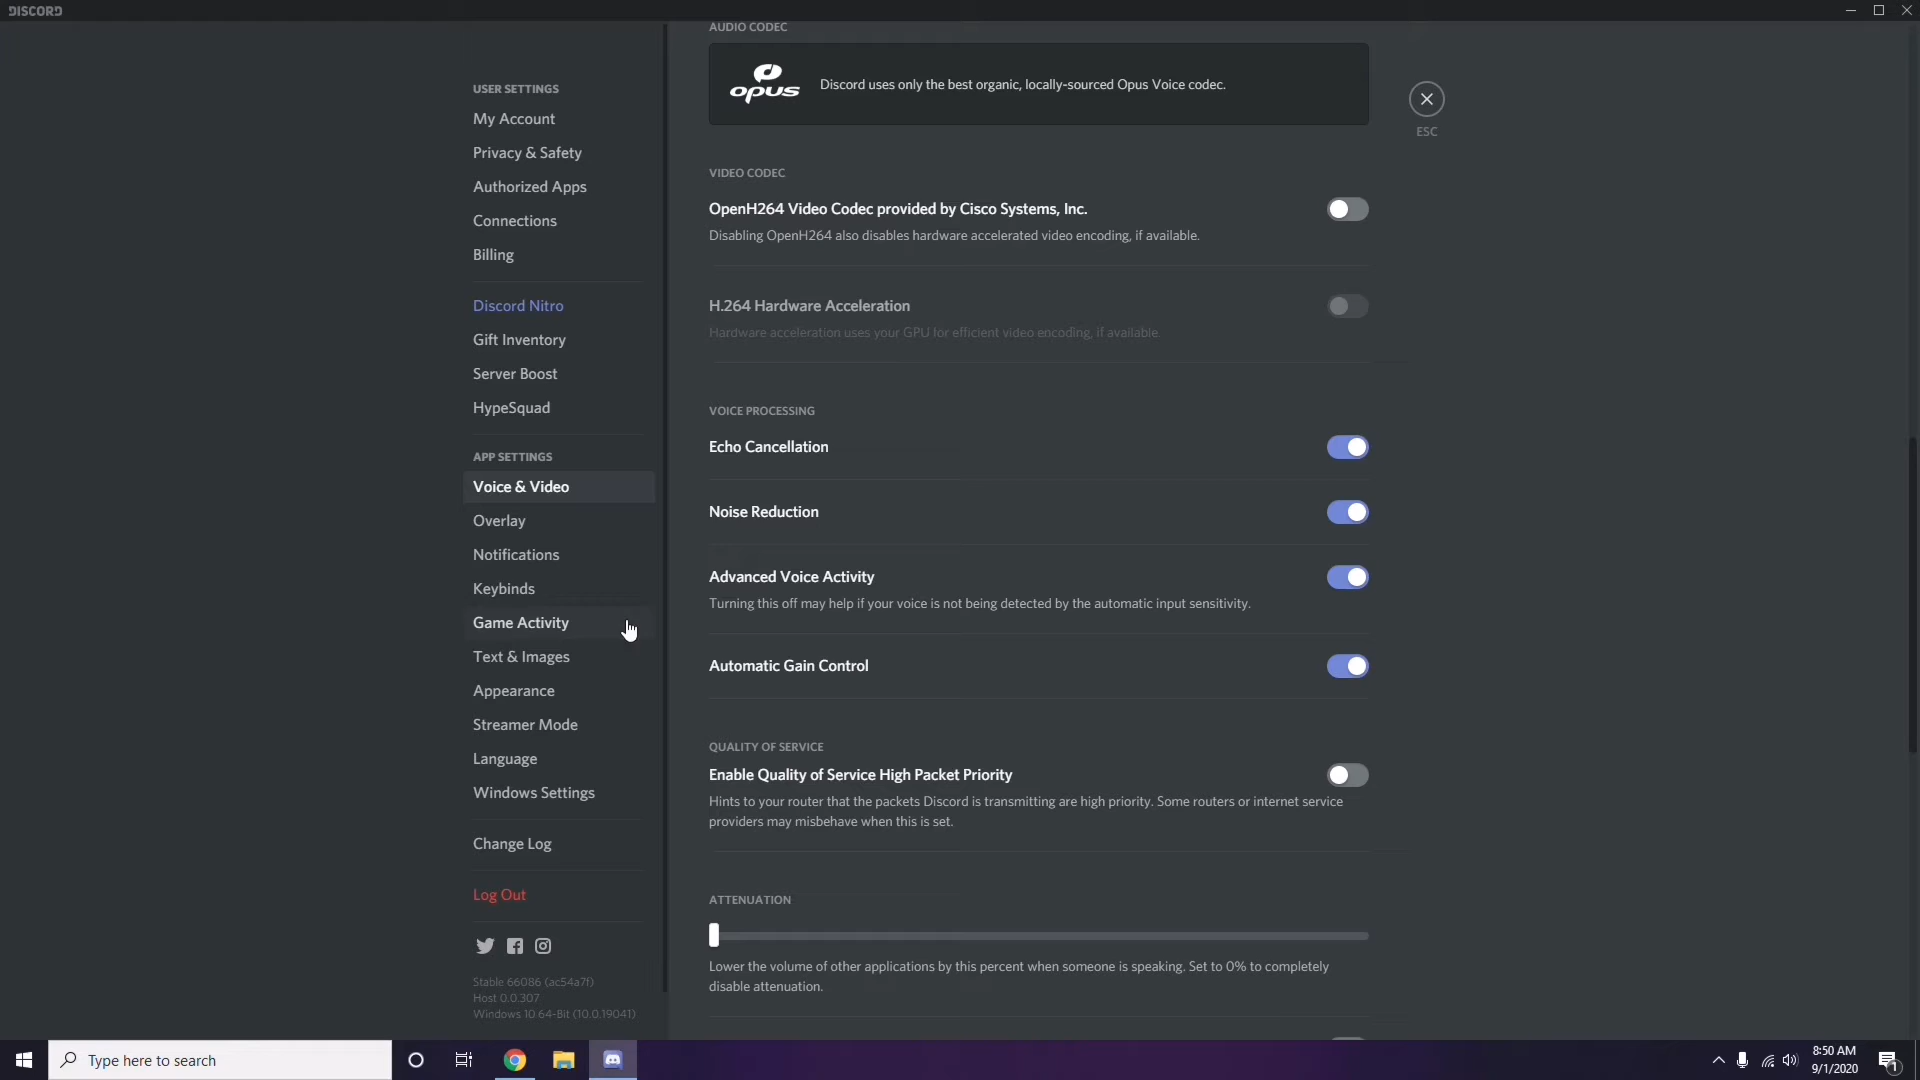 DISCORD
USER SETTINGS
My Account
Privacy & Safety
Authorized Apps
Connections
Billing
Discord Nitro
Gift Inventory
Server Boost
HypeSquad
APP SETTINGS
Voice & Video
Overlay
Notifications
Keybinds
Game Activity
Text & Images
Appearance
Streamer Mode
Language
Windows Settings
Change Log
Log Out
Stable 66086 (ac54a7f)
Host 0.0.307
Windows 10 64-Bit (10.0.19041)
AUDIO CODEC
opus
Discord uses only the best organic, locally-sourced Opus Voice codec.
ESC
VIDEO CODEC
OpenH264 Video Codec provided by Cisco Systems, Inc.
Disabling OpenH264 also disables hardware accelerated video encoding, if available.
H.264 Hardware Acceleration
Hardware acceleration uses your GPU for efficient video encoding, if available.
VOICE PROCESSING
Echo Cancellation
Noise Reduction
Advanced Voice Activity
Turning this off may help if your voice is not being detected by the automatic input sensitivity.
Automatic Gain Control
QUALITY OF SERVICE
Enable Quality of Service High Packet Priority
Hints to your router that the packets Discord is transmitting are high priority. Some routers or internet service
providers may misbehave when this is set.
ATTENUATION
Lower the volume of other applications by this percent when someone is speaking. Set to 0% to completely
disable attenuation.
Type here to search
8:50 AM
9/1/2020
1